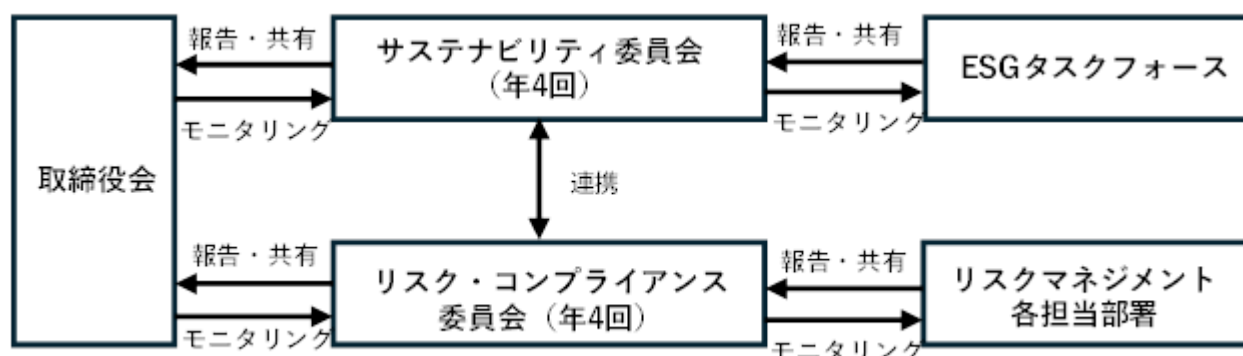 報告・共有
サステナビリティ委員会
（年4回）
報告・共有
ESGタスクフォース
モニタリング
モニタリング
取締役会
連携
報告・共有
リスク・コンプライアンス
委員会（年4回）
報告・共有
リスクマネジメント
各担当部署
モニタリング
モニタリング